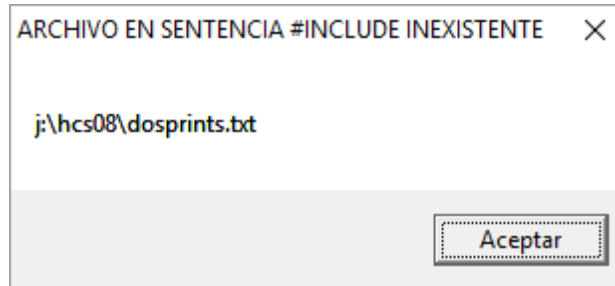 ARCHIVO EN SENTENCIA #INCLUDE INEXISTENTE
j:\hcs08\dosprints.txt
Aceptar